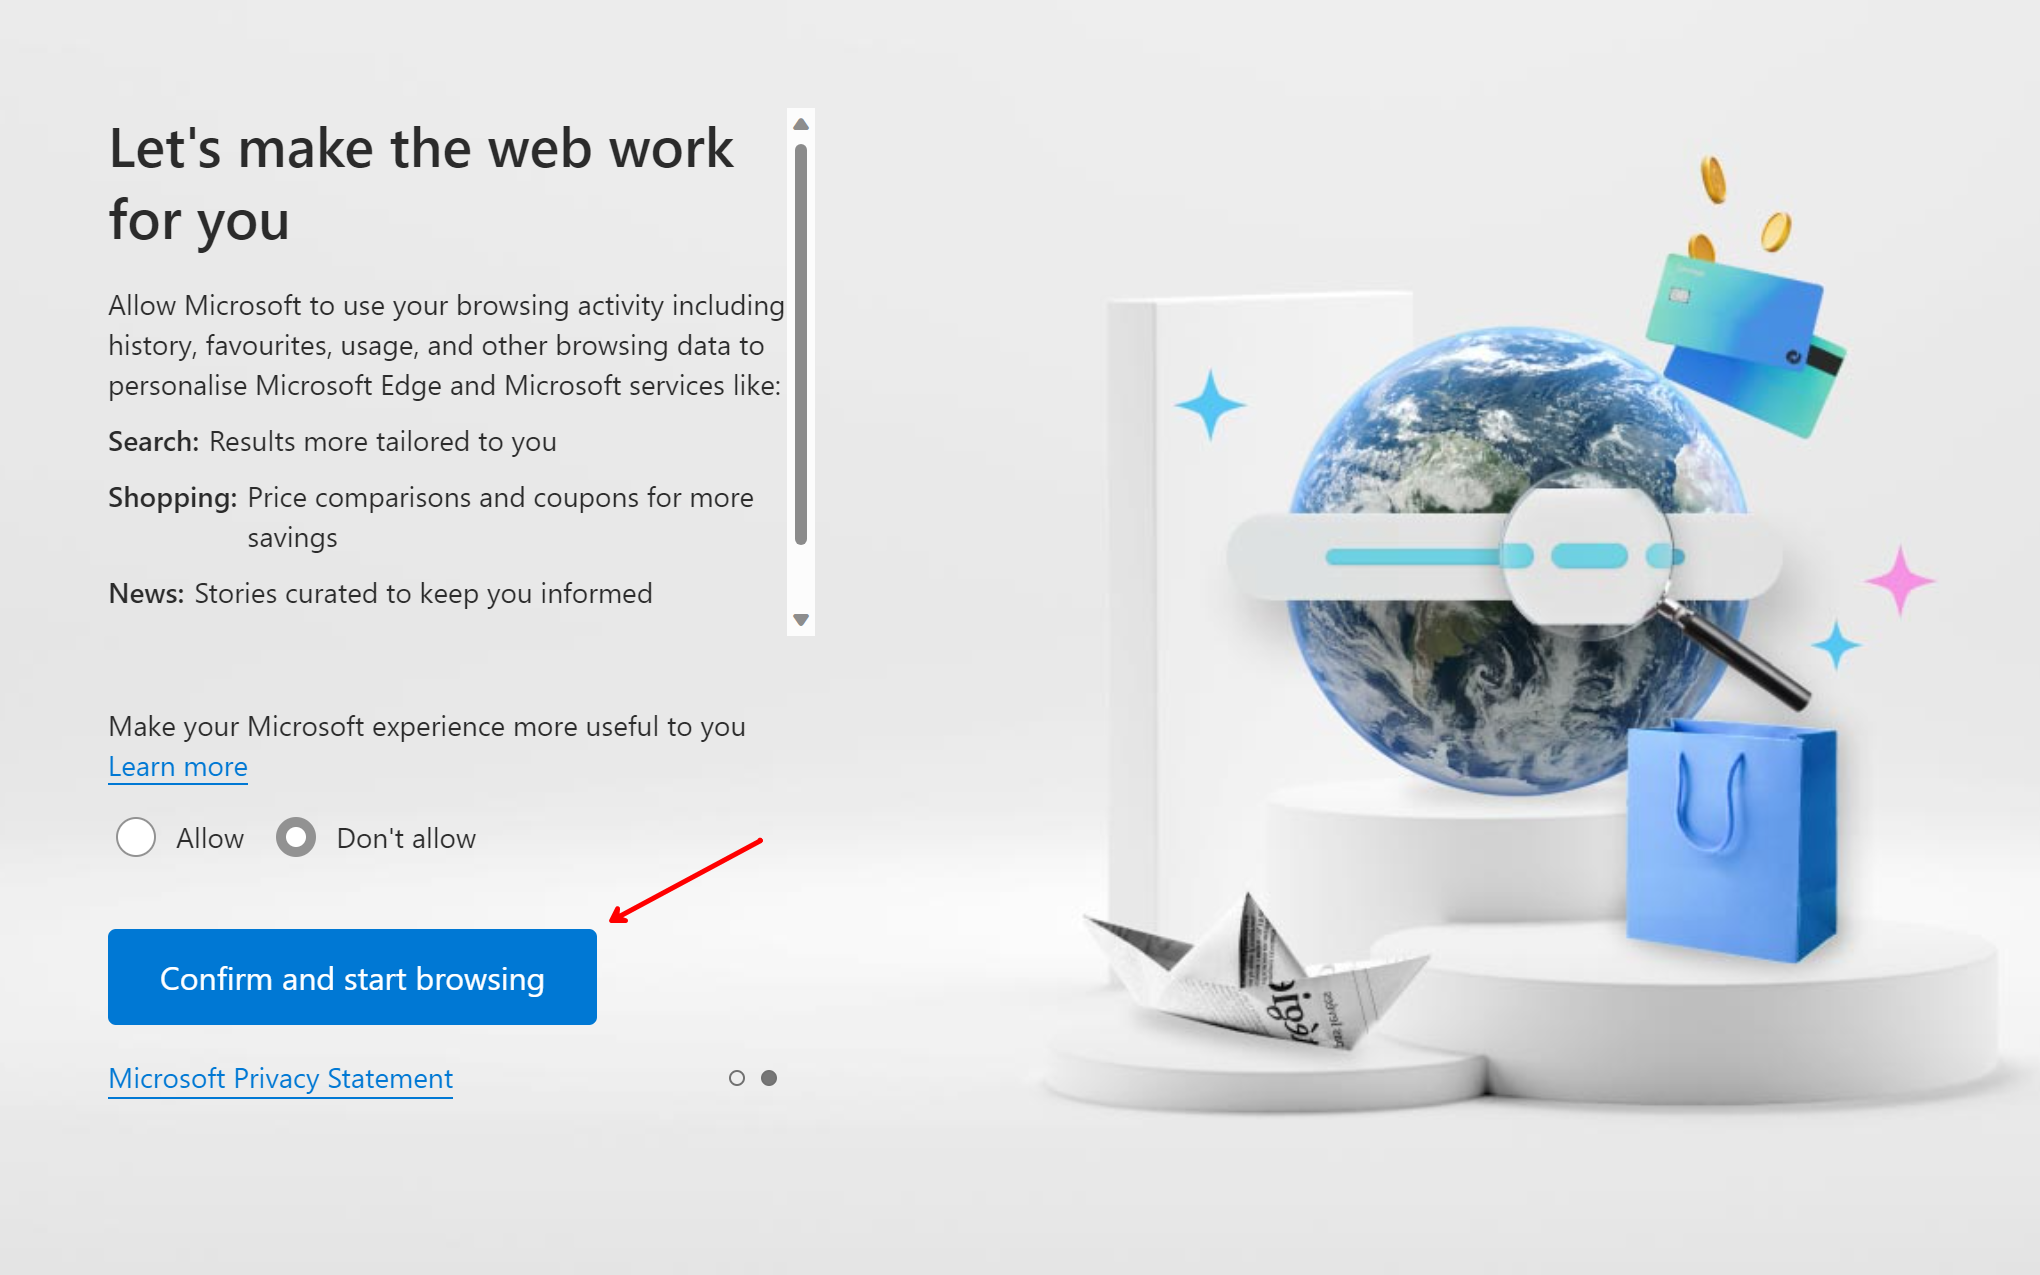 Let's make the web work
for you
Allow Microsoft to use your browsing activity including
history, favourites, usage, and other browsing data to
personalise Microsoft Edge and Microsoft services like:
Search: Results more tailored to you
Shopping: Price comparisons and coupons for more
savings
News: Stories curated to keep you informed
Make your Microsoft experience more useful to you
Learn more
Allow Don't allow
Confirm and start browsing
Microsoft Privacy Statement